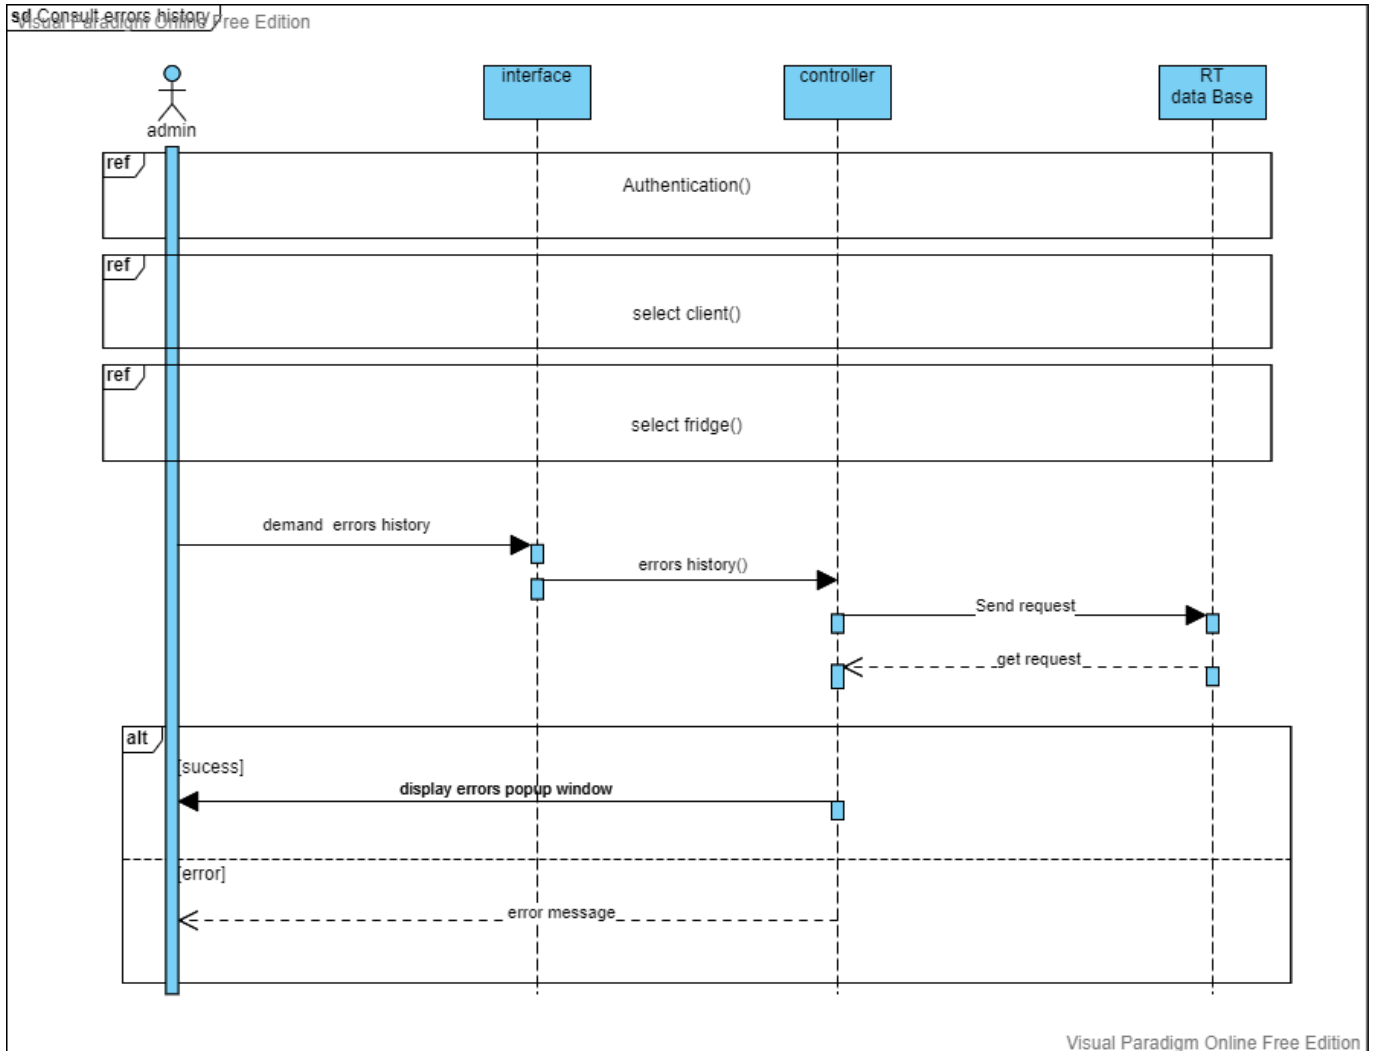 sd Consult errors history
Visual Paradigm Online Free Edition
admin
interface
controller
RT
data Base
ref
Authentication()
ref
select client()
ref
select fridge()
demand errors history
errors history()
Send request
get request
alt
[sucess]
display errors popup window
[error]
error message
Visual Paradigm Online Free Edition